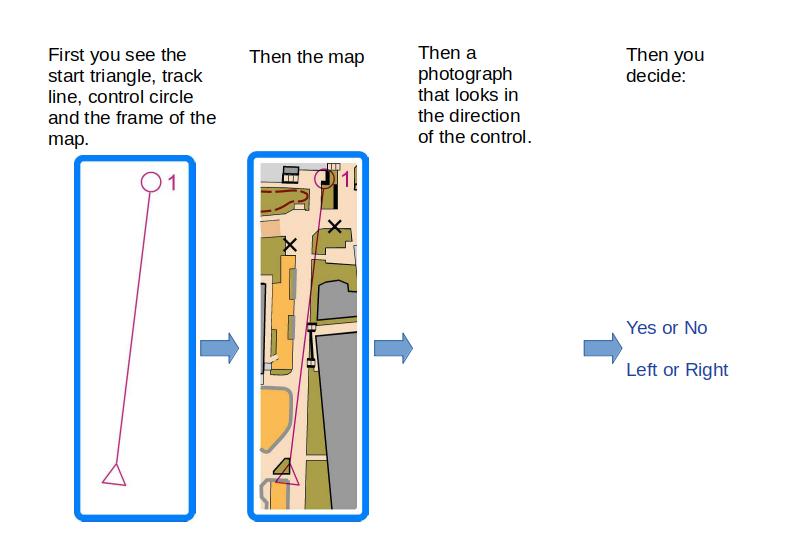 First you see the
start triangle, track
line, control circle
and the frame of the
map.
Then the map
Then a
photograph
that looks in
the direction
of the control.
Then you
decide:
1
1
Yes or No
Left or Right